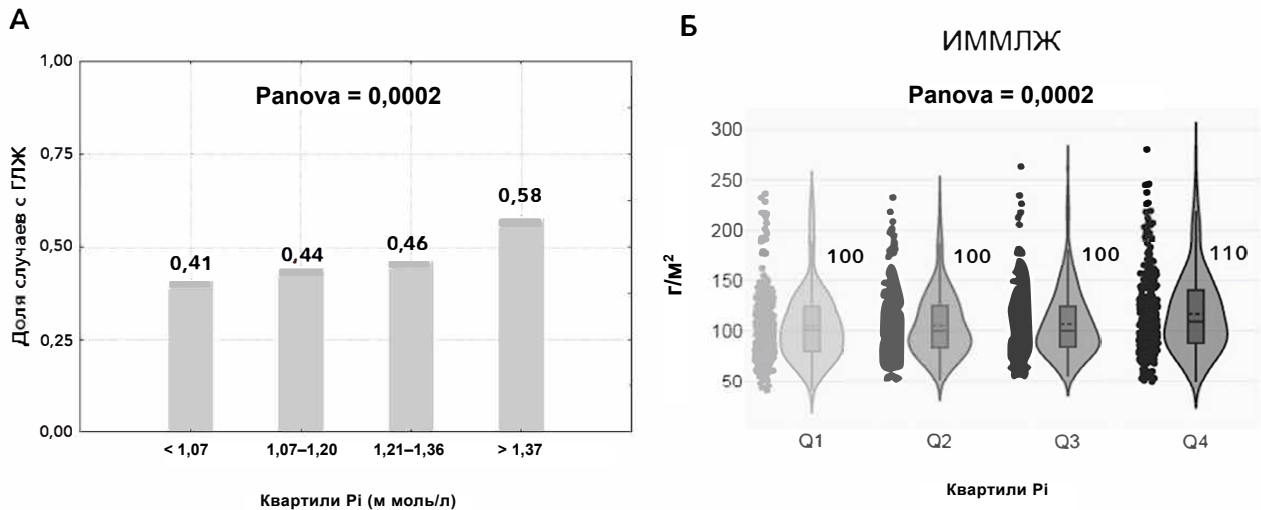 А
Panova = 0,0002
Доля случаев с ГЛЖ
1,00
0,75
0,50
0,25
0,00
0,41
0,44
0,46
0,58
< 1,07
1,07–1,20
1,21–1,36
> 1,37
Квартили Pi (м моль/л)
Б
ИММЛЖ
Panova = 0,0002
г/м²
300
250
200
150
100
50
100
100
100
110
Q1
Q2
Q3
Q4
Квартили Pi